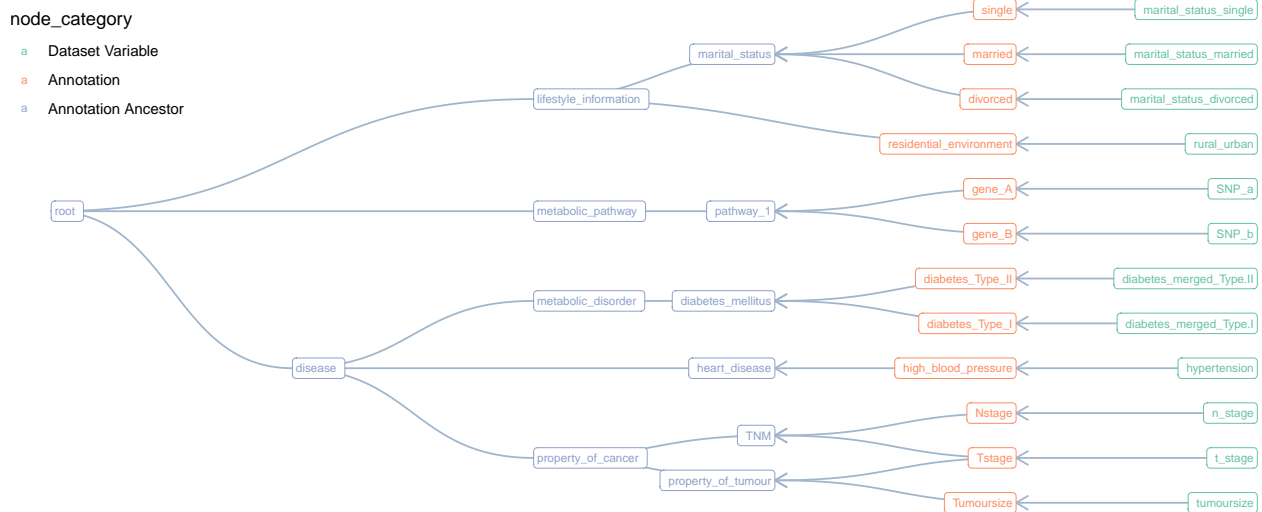 node_category
a Dataset Variable
a Annotation
a Annotation Ancestor
single
marital_status_single
marital_status
married
marital_status_married
lifestyle_information
divorced
marital_status_divorced
residential_environment
rural_urban
gene_A
SNP_a
root
metabolic_pathway
pathway_1
gene_B
SNP_b
diabetes_Type_II
diabetes_merged_Type.II
metabolic_disorder
diabetes_mellitus
diabetes_Type_I
diabetes_merged_Type.I
disease
heart_disease
high_blood_pressure
hypertension
Nstage
n_stage
TNM
property_of_cancer
Tstage
t_stage
property_of_tumour
Tumoursize
tumoursize